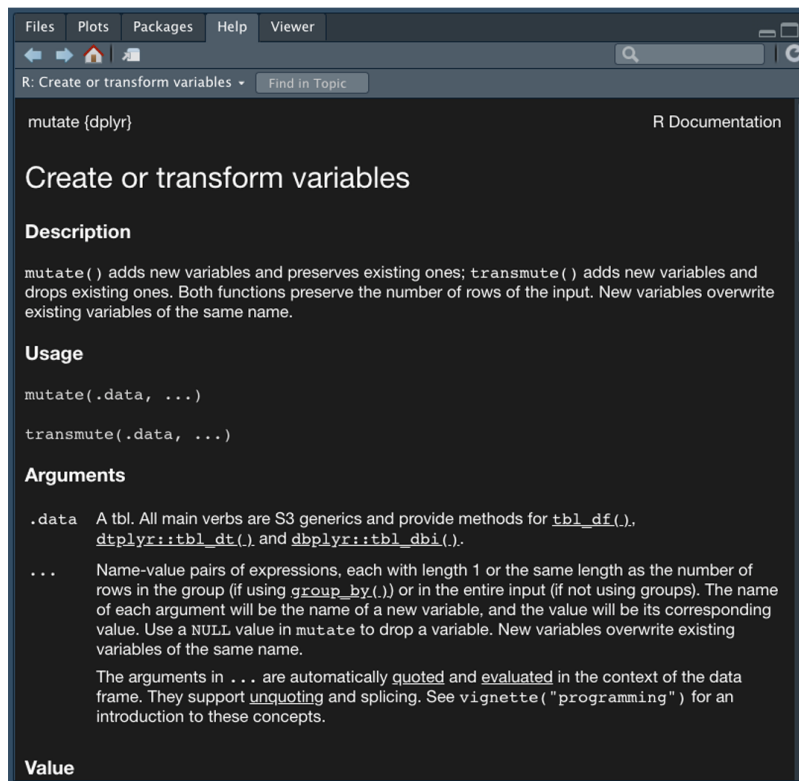 Files Plots Packages Help Viewer
R: Create or transform variables Find in Topic
mutate {dplyr} R Documentation
Create or transform variables
Description
mutate() adds new variables and preserves existing ones; transmute() adds new variables and
drops existing ones. Both functions preserve the number of rows of the input. New variables overwrite
existing variables of the same name.
Usage
mutate(.data, ...)
transmute(.data, ...)
Arguments
.data A tbl. All main verbs are S3 generics and provide methods for tbl_df(),
dtplyr::tbl_dt() and dbplyr::tbl_dbi().
... Name-value pairs of expressions, each with length 1 or the same length as the number of
rows in the group (if using group_by()) or in the entire input (if not using groups). The name
of each argument will be the name of a new variable, and the value will be its corresponding
value. Use a NULL value in mutate to drop a variable. New variables overwrite existing
variables of the same name.
The arguments in ... are automatically quoted and evaluated in the context of the data
frame. They support unquoting and splicing. See vignette("programming") for an
introduction to these concepts.
Value